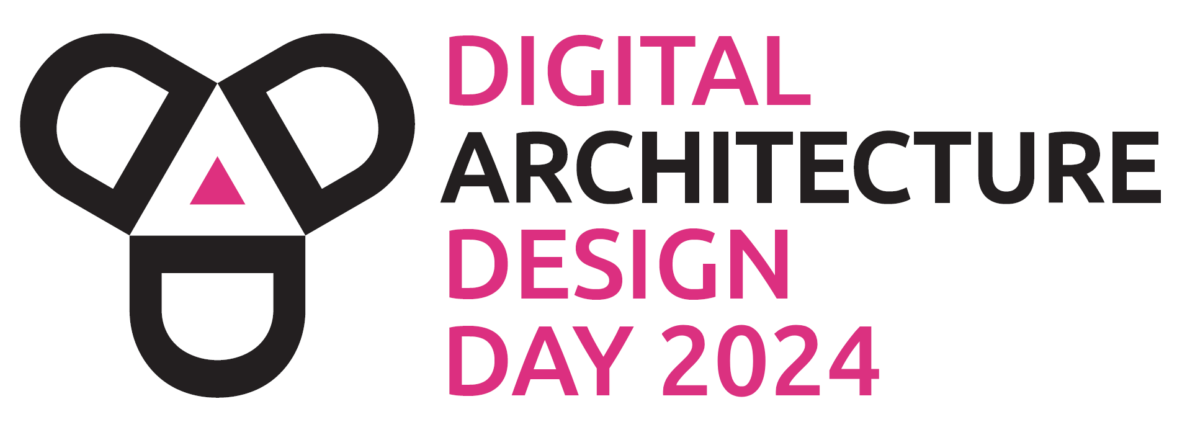 DIGITAL
ARCHITECTURE
DESIGN
DAY 2024